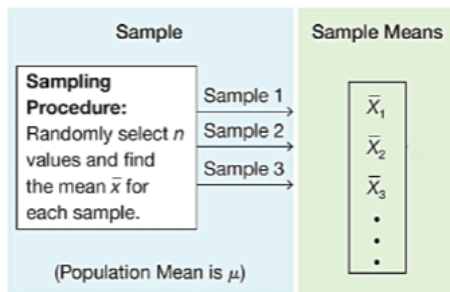 Sample
Sample Means
Sampling
Procedure:
Randomly select n
values and find
the mean x̄ for
each sample.
Sample 1
Sample 2
Sample 3
X̄₁
X̄₂
X̄₃
(Population Mean is μ)